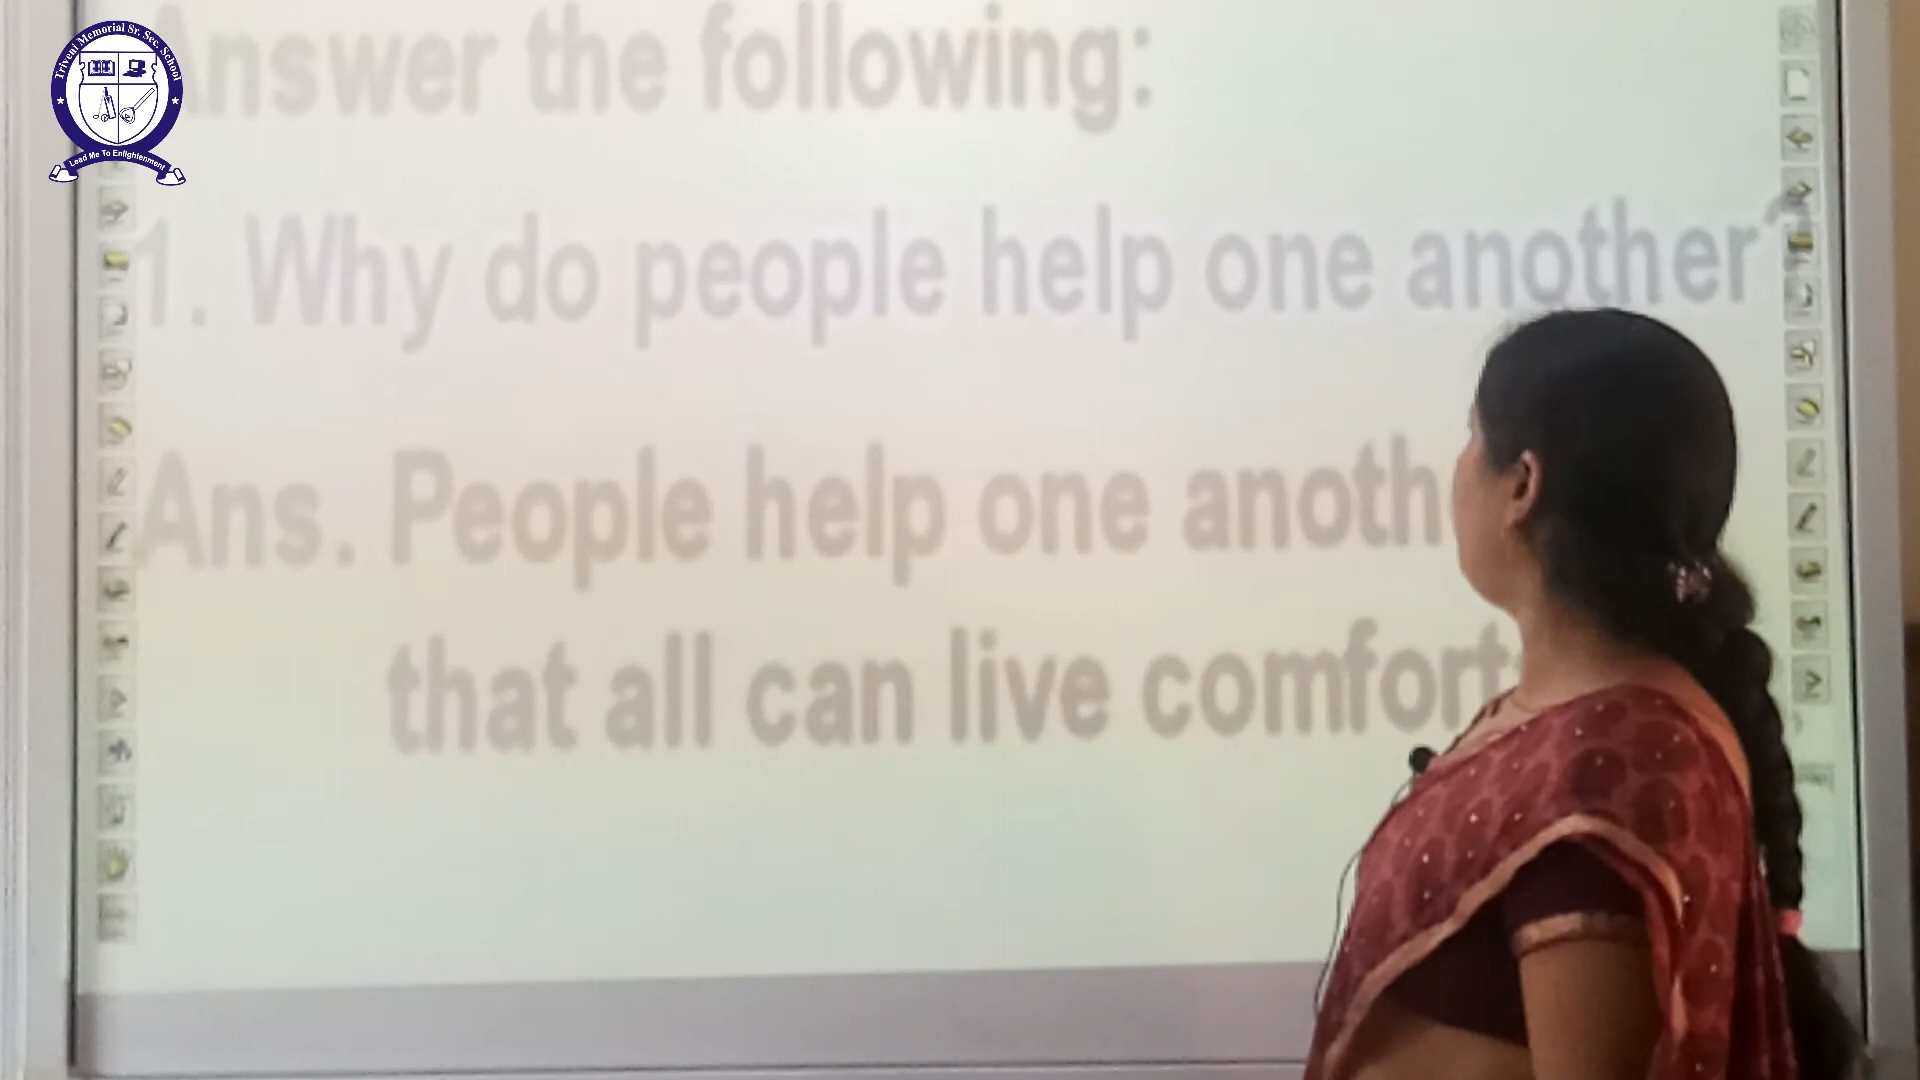 Triveni Memorial Sr. Sec. School
Lead Me To Enlightenment
Answer the following:
1. Why do people help one another?
Ans. People help one anoth
that all can live comfort